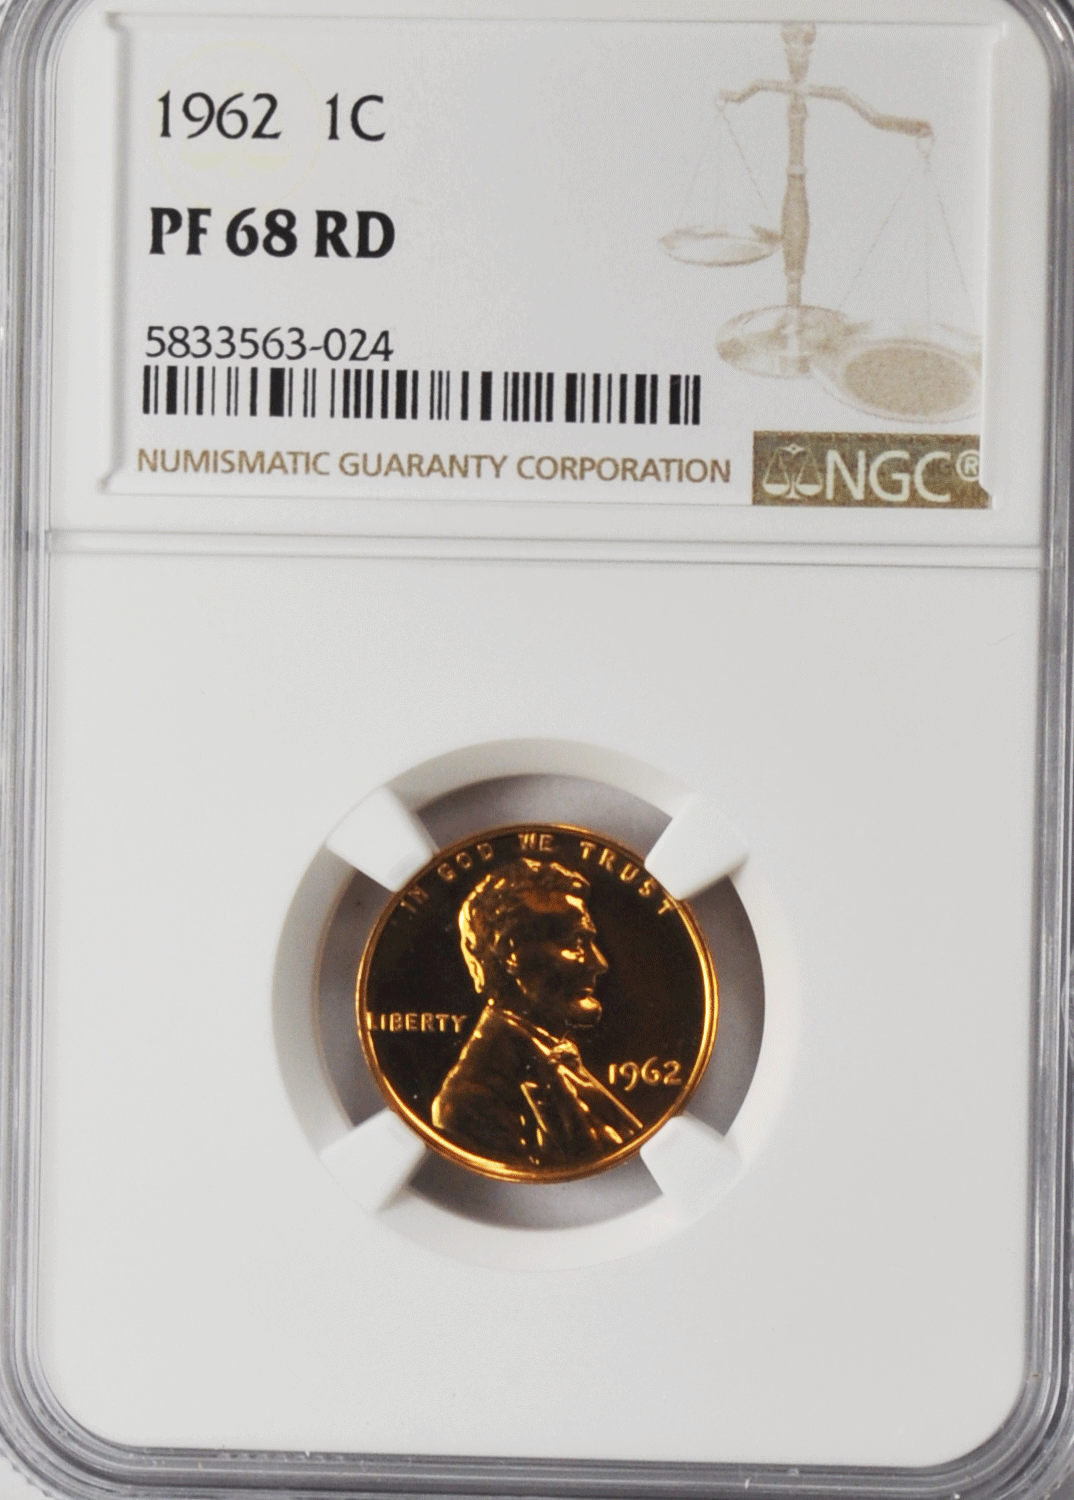 1962 1C
PF 68 RD
5833563-024
NUMISMATIC GUARANTY CORPORATION
NGC®
IN GOD WE TRUST
LIBERTY
1962